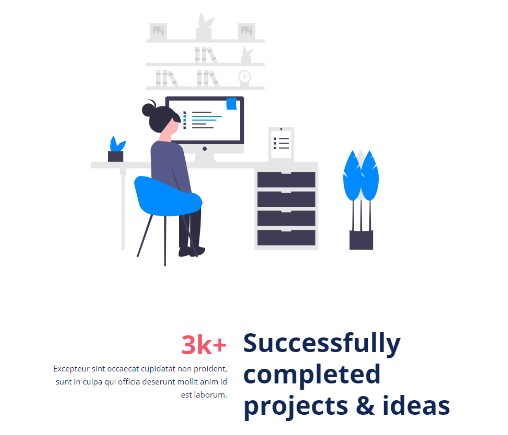 3k+
Excepteur sint occaecat cupidatat non proident,
sunt in culpa qui officia deserunt mollit anim id
est laborum.
Successfully
completed
projects & ideas